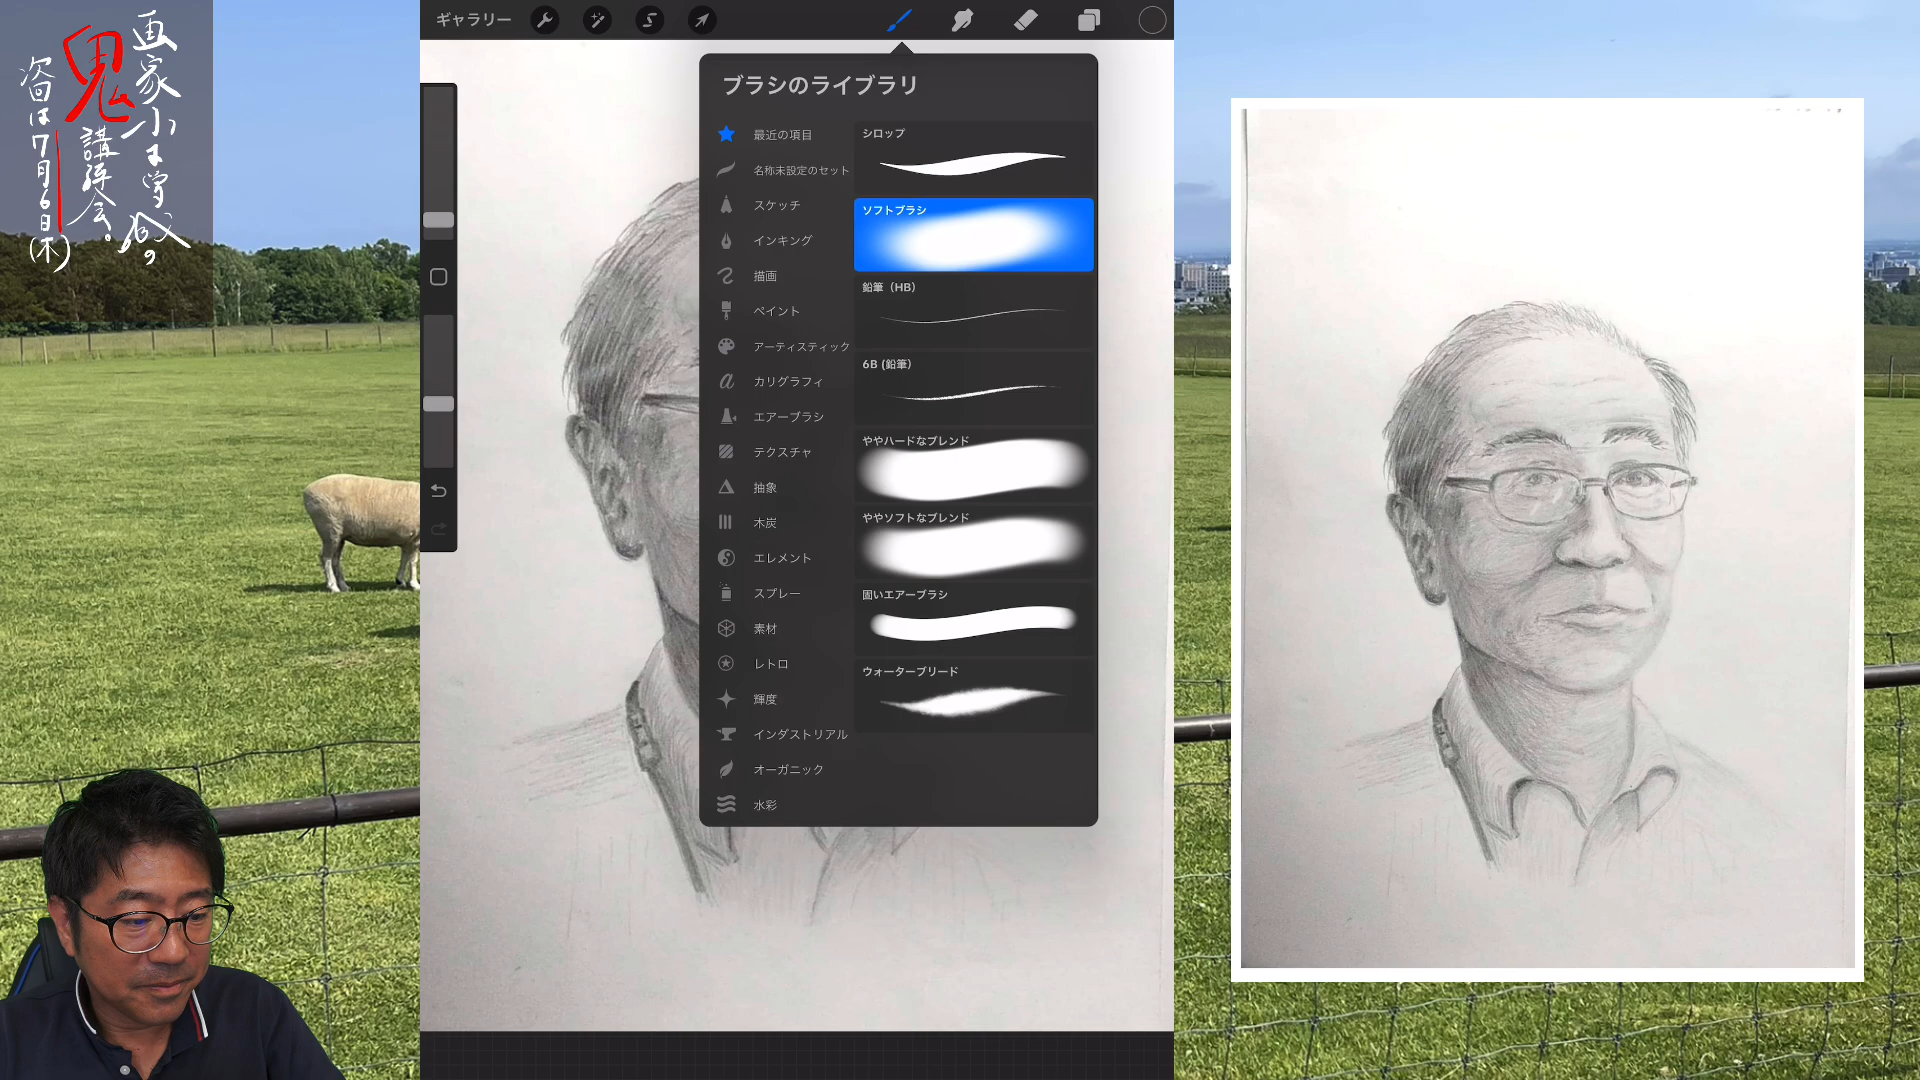 画家小木曽誠の
鬼講評会。
次回は7月6日(木)
ギャラリー
ブラシのライブラリ
最近の項目
名称未設定のセット
スケッチ
インキング
描画
ペイント
アーティスティック
カリグラフィ
エアーブラシ
テクスチャ
抽象
木炭
エレメント
スプレー
素材
レトロ
輝度
インダストリアル
オーガニック
水彩
シロップ
ソフトブラシ
鉛筆（HB）
6B (鉛筆)
ややハードなブレンド
ややソフトなブレンド
固いエアーブラシ
ウォーターブリード